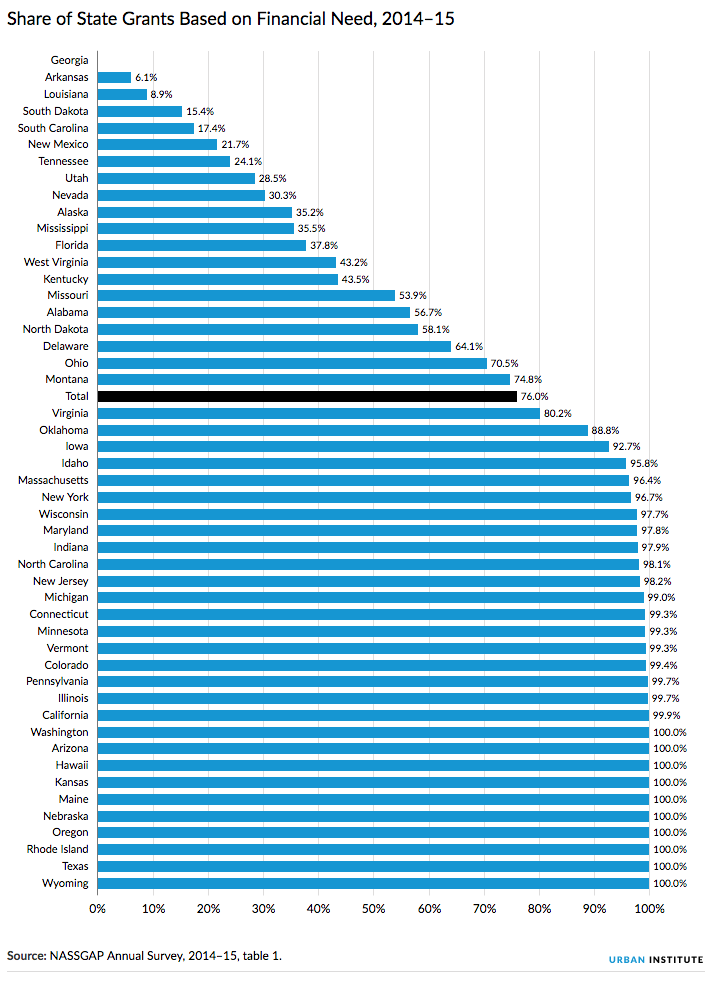 Share of State Grants Based on Financial Need, 2014–15
Georgia
Arkansas 6.1%
Louisiana 8.9%
South Dakota 15.4%
South Carolina 17.4%
New Mexico 21.7%
Tennessee 24.1%
Utah 28.5%
Nevada 30.3%
Alaska 35.2%
Mississippi 35.5%
Florida 37.8%
West Virginia 43.2%
Kentucky 43.5%
Missouri 53.9%
Alabama 56.7%
North Dakota 58.1%
Delaware 64.1%
Ohio 70.5%
Montana 74.8%
Total 76.0%
Virginia 80.2%
Oklahoma 88.8%
Iowa 92.7%
Idaho 95.8%
Massachusetts 96.4%
New York 96.7%
Wisconsin 97.7%
Maryland 97.8%
Indiana 97.9%
North Carolina 98.1%
New Jersey 98.2%
Michigan 99.0%
Connecticut 99.3%
Minnesota 99.3%
Vermont 99.3%
Colorado 99.4%
Pennsylvania 99.7%
Illinois 99.7%
California 99.9%
Washington 100.0%
Arizona 100.0%
Hawaii 100.0%
Kansas 100.0%
Maine 100.0%
Nebraska 100.0%
Oregon 100.0%
Rhode Island 100.0%
Texas 100.0%
Wyoming 100.0%
0% 10% 20% 30% 40% 50% 60% 70% 80% 90% 100%
Source: NASSGAP Annual Survey, 2014–15, table 1.
URBAN INSTITUTE